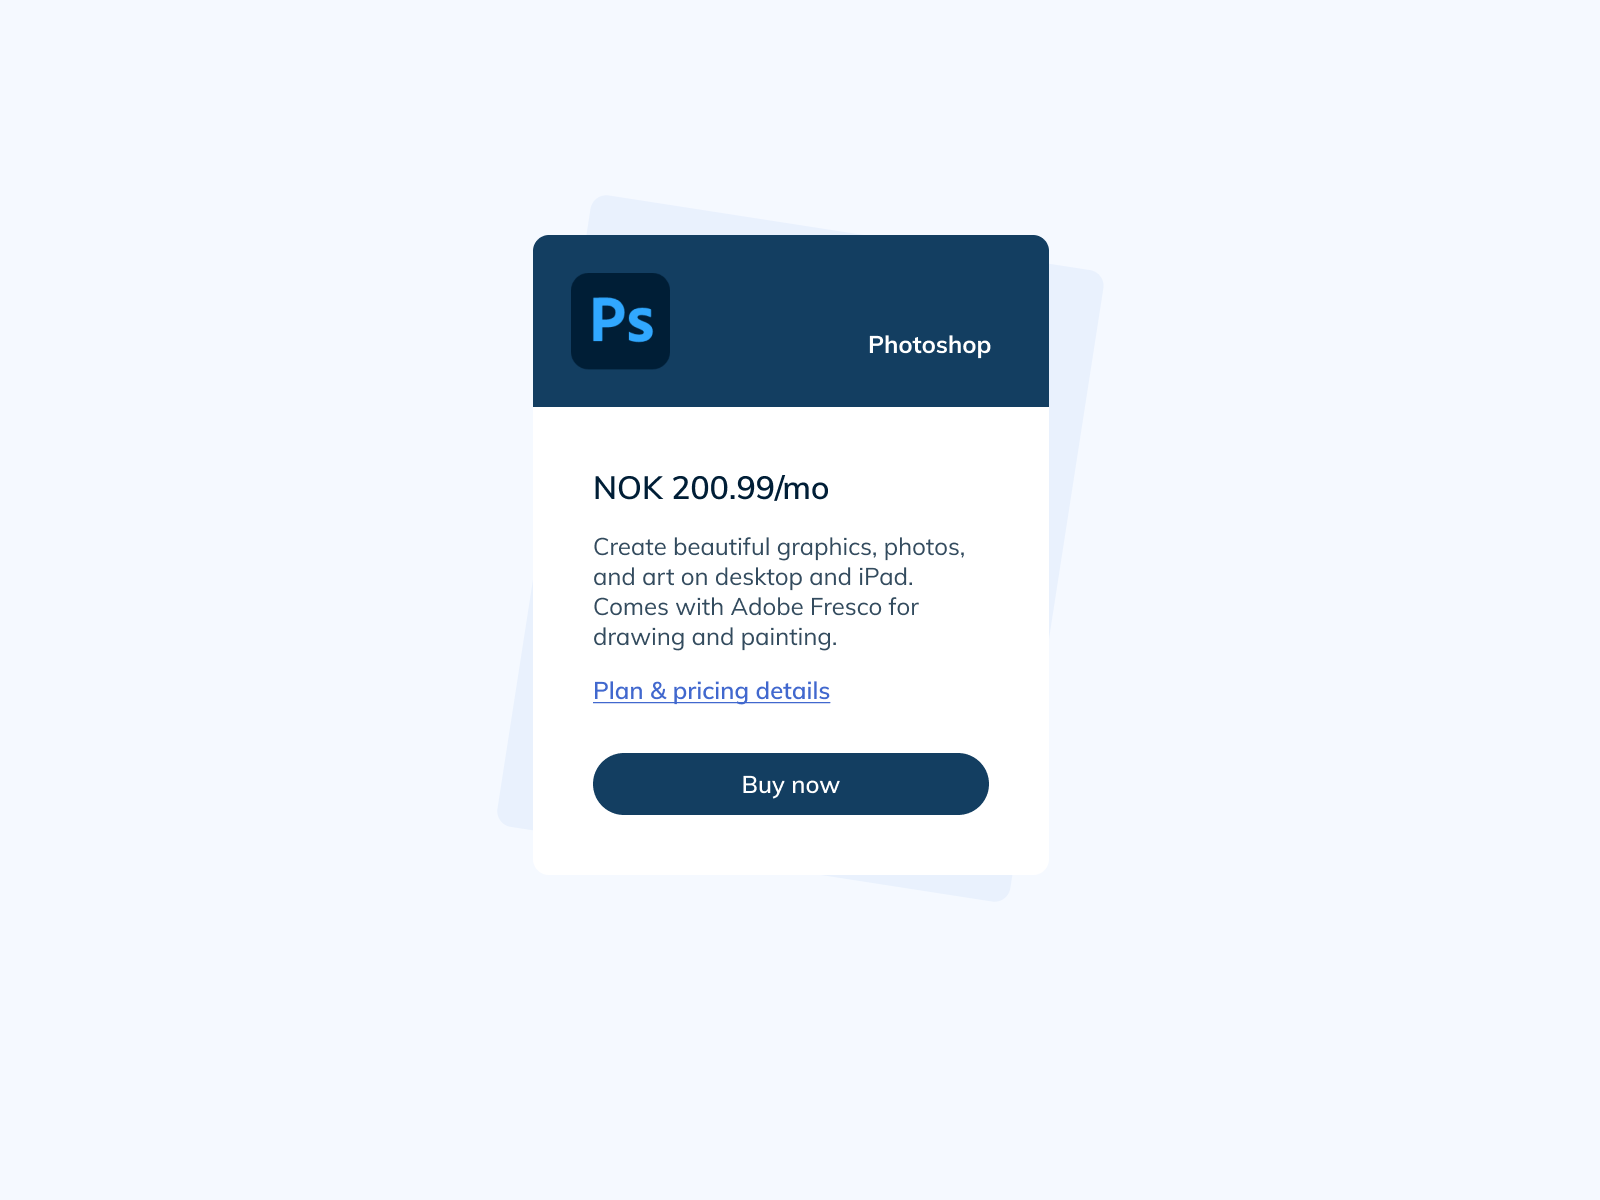 Ps
Photoshop
NOK 200.99/mo
Create beautiful graphics, photos,
and art on desktop and iPad.
Comes with Adobe Fresco for
drawing and painting.
Plan & pricing details
Buy now